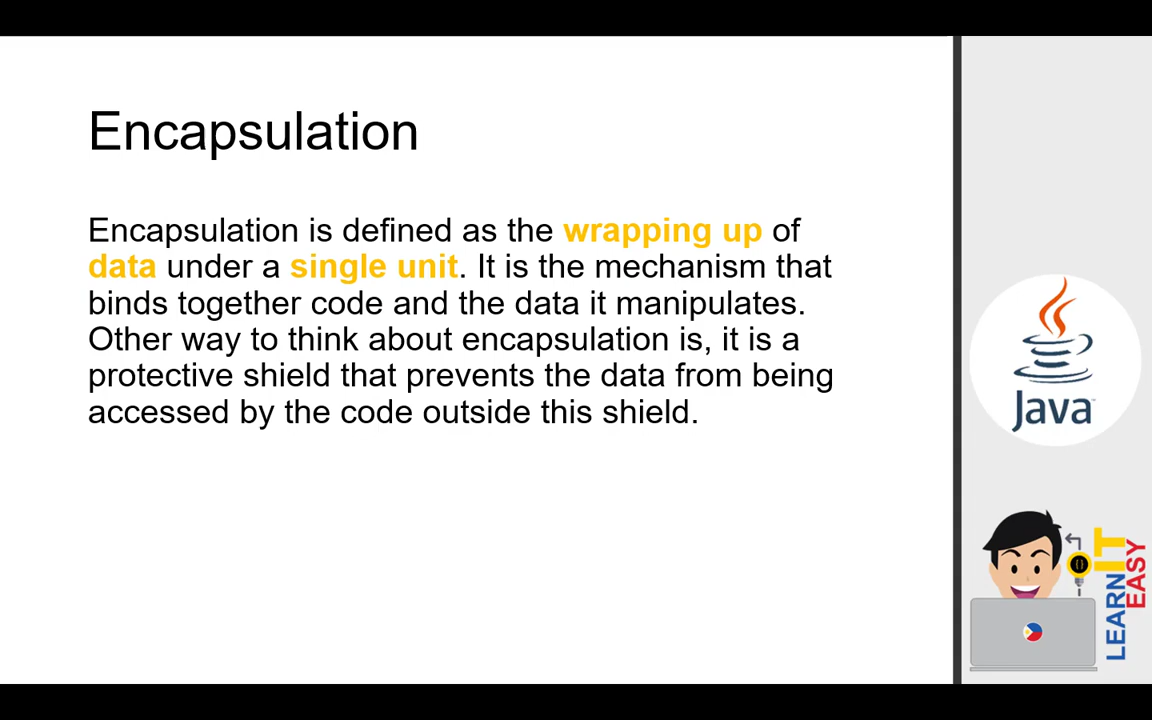 Encapsulation
Encapsulation is defined as the wrapping up of
data under a single unit. It is the mechanism that
binds together code and the data it manipulates.
Other way to think about encapsulation is, it is a
protective shield that prevents the data from being
accessed by the code outside this shield.
Java™
LEARN IT
EASY